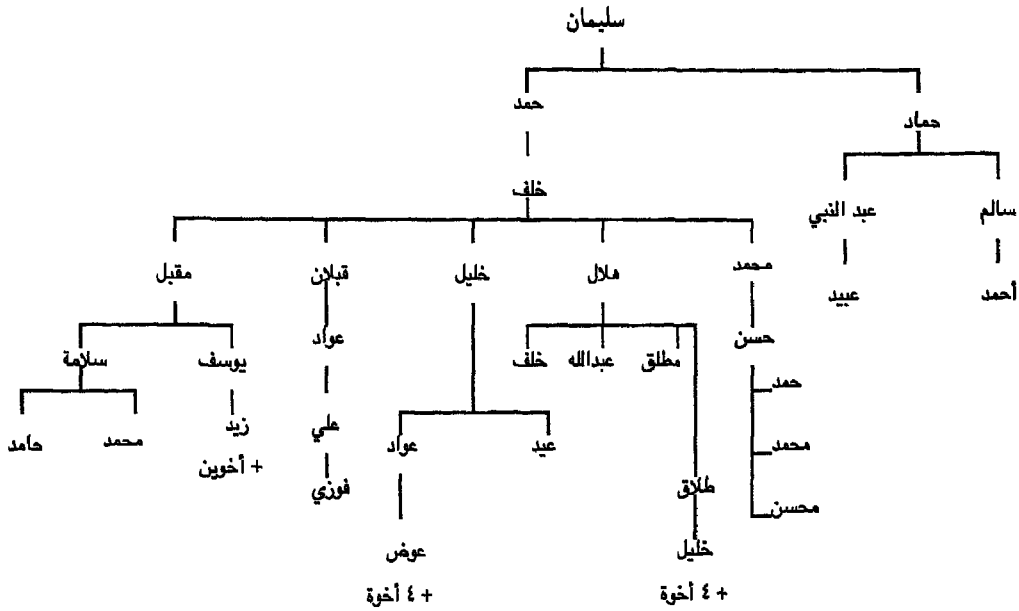 سليمان
حمد
حماد
خلف
سالم
عبد النبي
محمد
هلال
خليل
قبلان
مقبل
أحمد
عبيد
حسن
عواد
مطلق
عبدالله
خلف
يوسف
سلامة
حمد
محمد
محسن
عيد
عواد
علي
زيد
+ أخوين
محمد
حامد
طلاق
فوزي
خليل
+ ٤ أخوة
عوض
+ ٤ أخوة